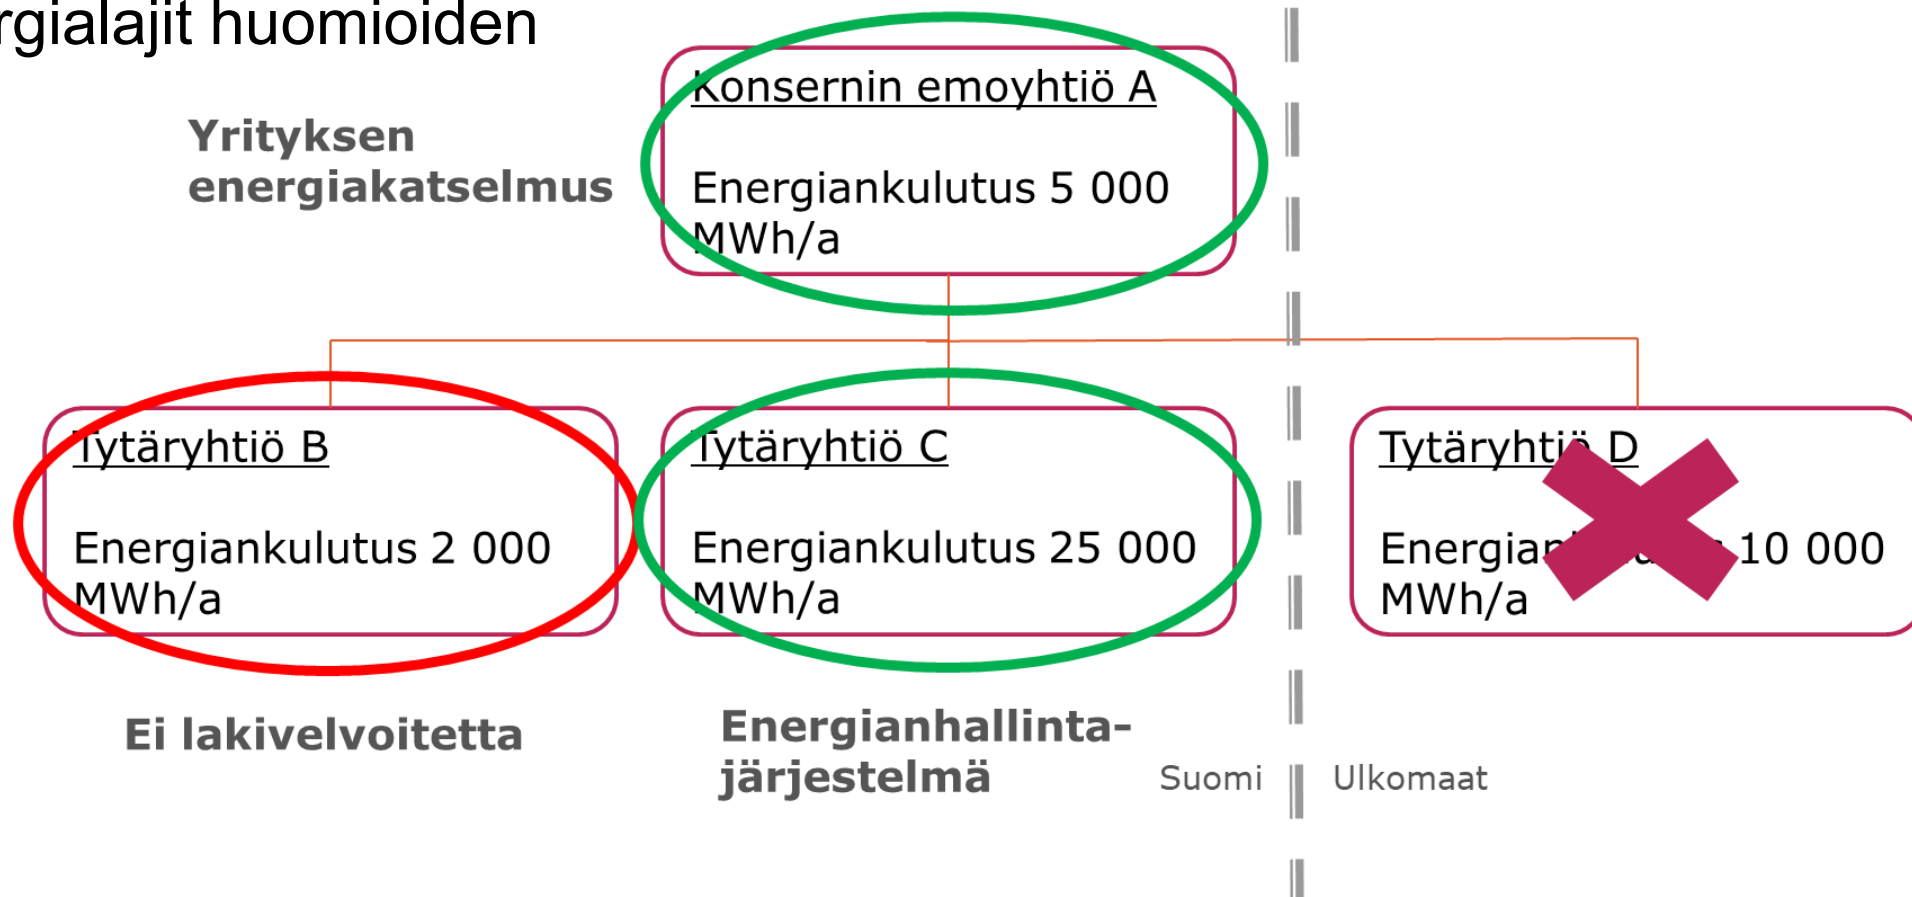 rgialajit huomioiden
Konsernin emoyhtiö A
Yrityksen
energiakatselmus
Energiankulutus 5 000
MWh/a
Tytäryhtiö B
Energiankulutus 2 000
MWh/a
Tytäryhtiö C
Energiankulutus 25 000
MWh/a
Tytäryhtiö D
10 000
MWh/a
Ei lakivelvoitetta
Energianhallinta-
järjestelmä
Suomi
Ulkomaat